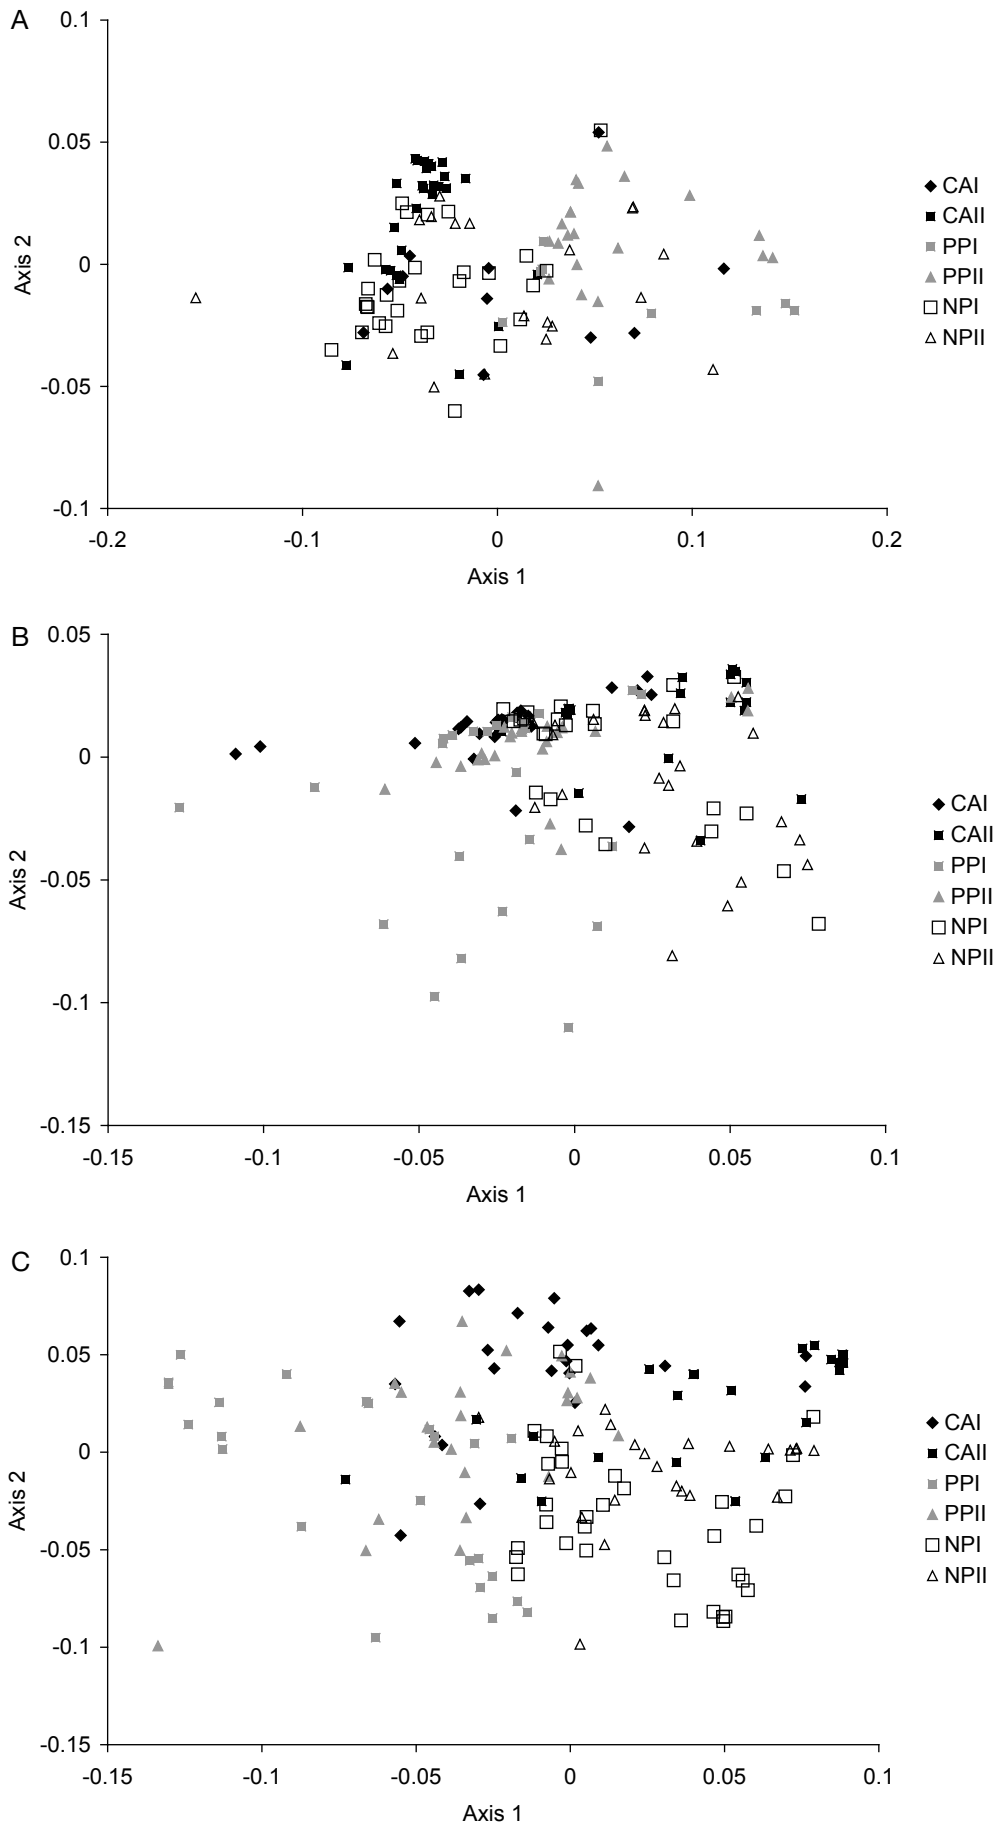 A
0.1
0.05
0
-0.05
-0.1
Axis 2
-0.2 -0.1 0 0.1 0.2
Axis 1
CAI
CAII
PPI
PPII
NPI
NPII
B
0.05
0
-0.05
-0.1
-0.15
Axis 2
-0.15 -0.1 -0.05 0 0.05 0.1
Axis 1
CAI
CAII
PPI
PPII
NPI
NPII
C
0.1
0.05
0
-0.05
-0.1
-0.15
Axis 2
-0.15 -0.1 -0.05 0 0.05 0.1
Axis 1
CAI
CAII
PPI
PPII
NPI
NPII